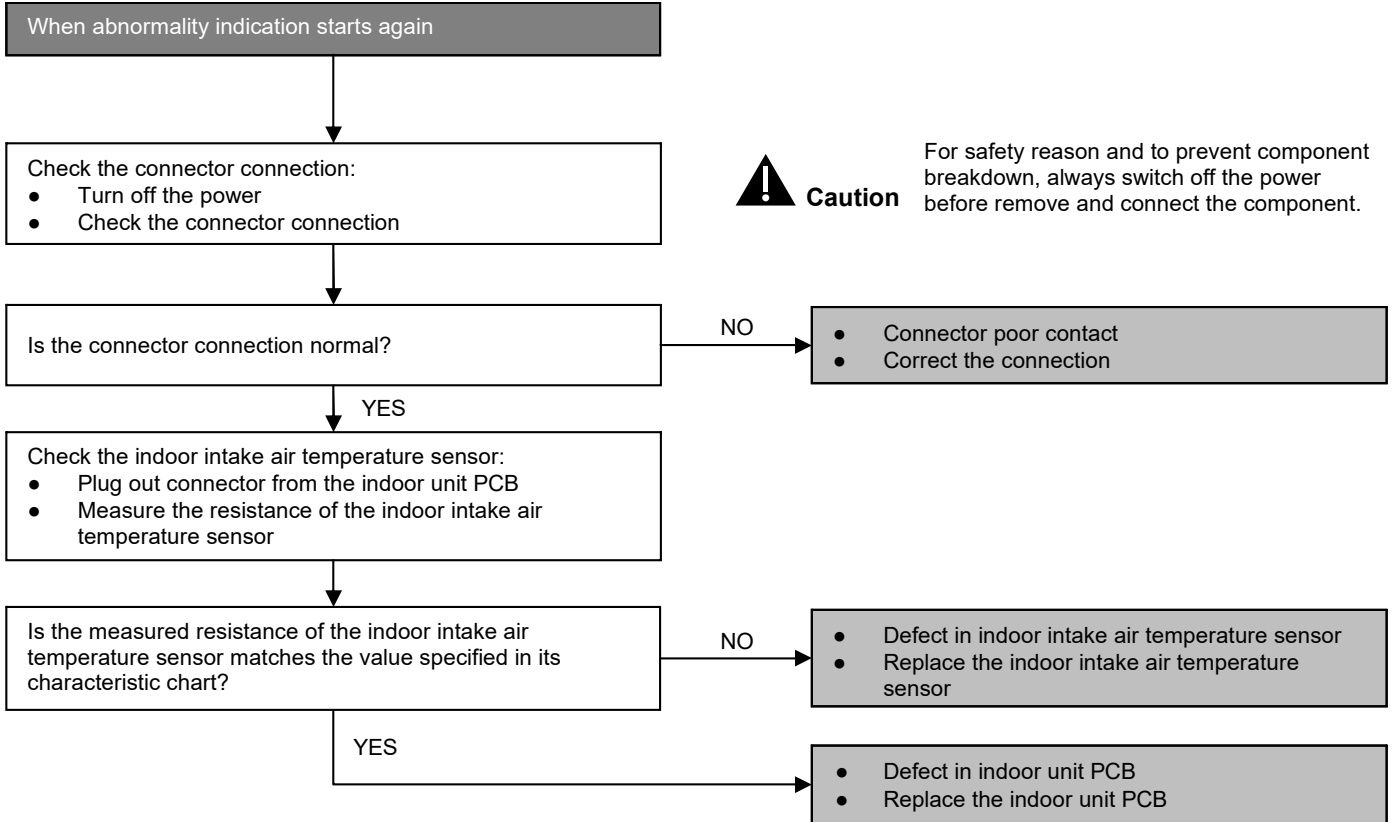 When abnormality indication starts again
Check the connector connection:
● Turn off the power
● Check the connector connection
Caution
For safety reason and to prevent component
breakdown, always switch off the power
before remove and connect the component.
Is the connector connection normal?
NO
● Connector poor contact
● Correct the connection
YES
Check the indoor intake air temperature sensor:
● Plug out connector from the indoor unit PCB
● Measure the resistance of the indoor intake air
temperature sensor
Is the measured resistance of the indoor intake air
temperature sensor matches the value specified in its
characteristic chart?
NO
● Defect in indoor intake air temperature sensor
● Replace the indoor intake air temperature
sensor
YES
● Defect in indoor unit PCB
● Replace the indoor unit PCB